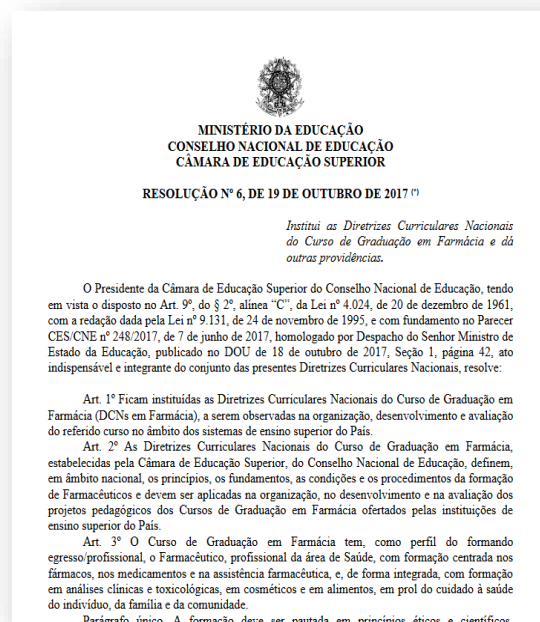 MINISTÉRIO DA EDUCAÇÃO
CONSELHO NACIONAL DE EDUCAÇÃO
CÂMARA DE EDUCAÇÃO SUPERIOR
RESOLUÇÃO Nº 6, DE 19 DE OUTUBRO DE 2017 (*)
Institui as Diretrizes Curriculares Nacionais
do Curso de Graduação em Farmácia e dá
outras providências.
O Presidente da Câmara de Educação Superior do Conselho Nacional de Educação, tendo
em vista o disposto no Art. 9º, do § 2º, alínea “C”, da Lei nº 4.024, de 20 de dezembro de 1961,
com a redação dada pela Lei nº 9.131, de 24 de novembro de 1995, e com fundamento no Parecer
CES/CNE nº 248/2017, de 7 de junho de 2017, homologado por Despacho do Senhor Ministro de
Estado da Educação, publicado no DOU de 18 de outubro de 2017, Seção 1, página 42, ato
indispensável e integrante do conjunto das presentes Diretrizes Curriculares Nacionais, resolve:
Art. 1º Ficam instituídas as Diretrizes Curriculares Nacionais do Curso de Graduação em
Farmácia (DCNs em Farmácia), a serem observadas na organização, desenvolvimento e avaliação
do referido curso no âmbito dos sistemas de ensino superior do País.
Art. 2º As Diretrizes Curriculares Nacionais do Curso de Graduação em Farmácia,
estabelecidas pela Câmara de Educação Superior, do Conselho Nacional de Educação, definem,
em âmbito nacional, os princípios, os fundamentos, as condições e os procedimentos da formação
de Farmacêuticos e devem ser aplicadas na organização, no desenvolvimento e na avaliação dos
projetos pedagógicos dos Cursos de Graduação em Farmácia ofertados pelas instituições de
ensino superior do País.
Art. 3º O Curso de Graduação em Farmácia tem, como perfil do formando
egresso/profissional, o Farmacêutico, profissional da área de Saúde, com formação centrada nos
fármacos, nos medicamentos e na assistência farmacêutica, e, de forma integrada, com formação
em análises clínicas e toxicológicas, em cosméticos e em alimentos, em prol do cuidado à saúde
do indivíduo, da família e da comunidade.
Parágrafo único. A formação deve ser pautada em princípios éticos e científicos,